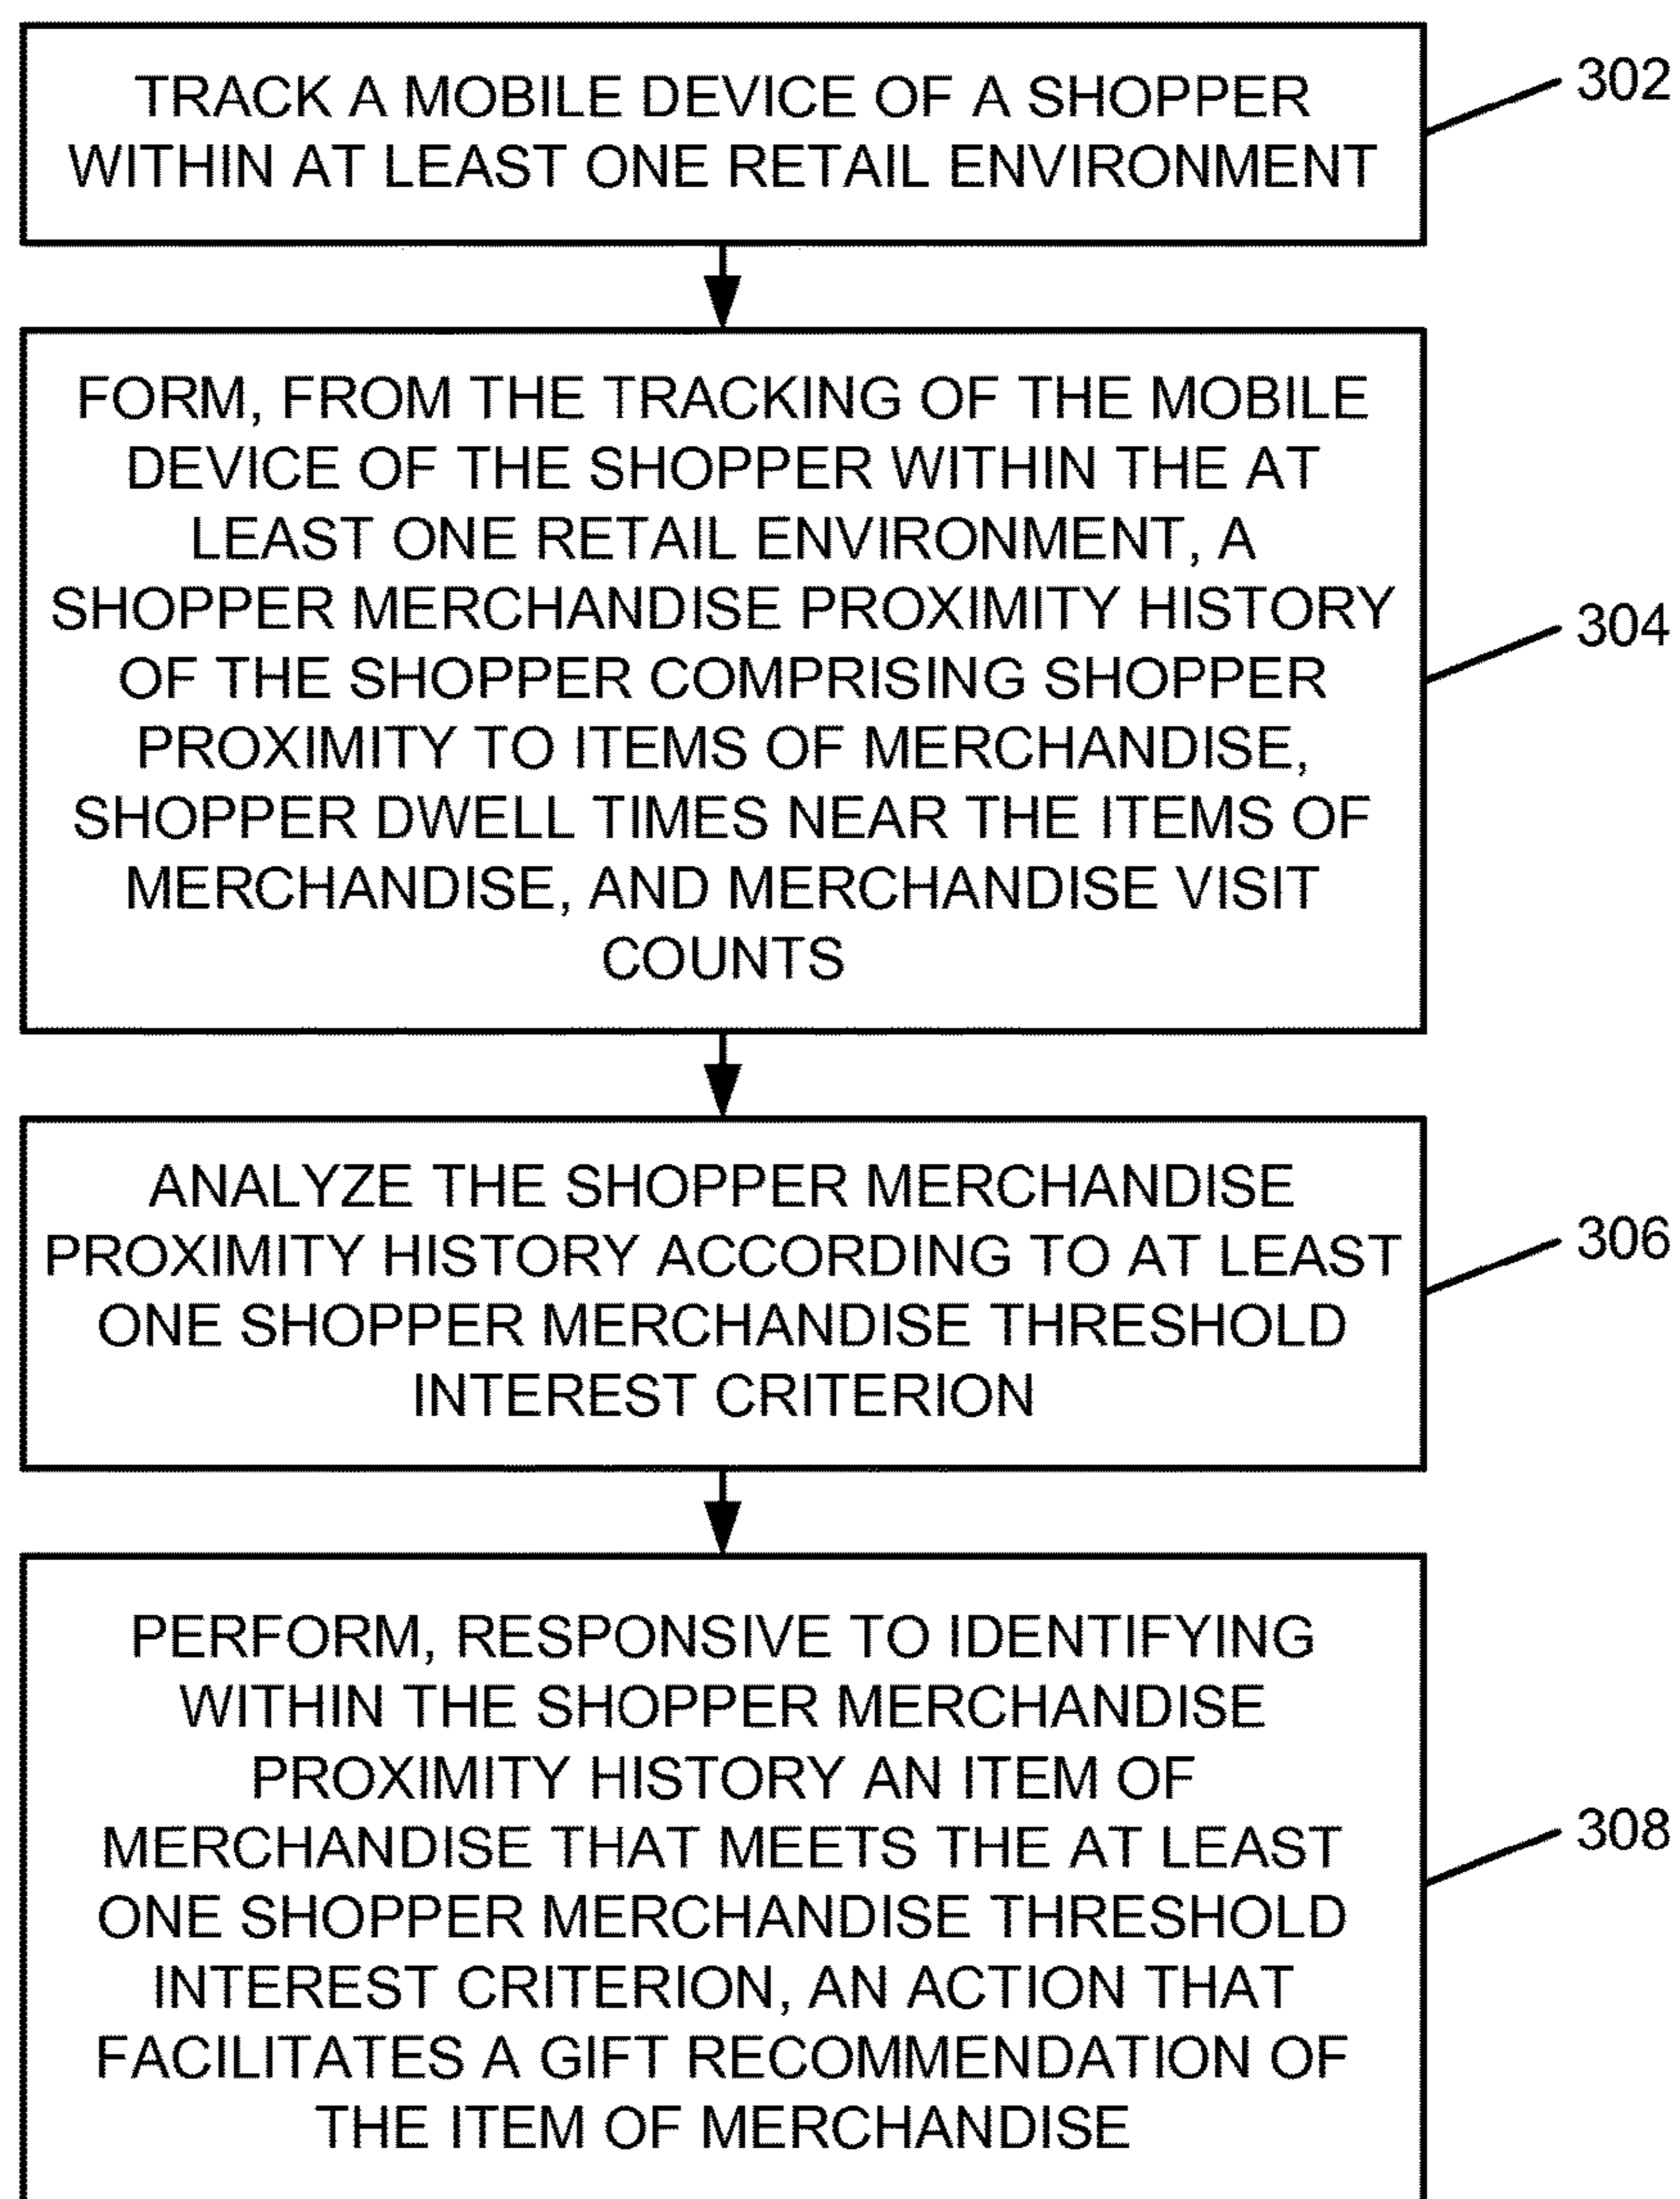 TRACK A MOBILE DEVICE OF A SHOPPER
WITHIN AT LEAST ONE RETAIL ENVIRONMENT
302
FORM, FROM THE TRACKING OF THE MOBILE
DEVICE OF THE SHOPPER WITHIN THE AT
LEAST ONE RETAIL ENVIRONMENT, A
SHOPPER MERCHANDISE PROXIMITY HISTORY
OF THE SHOPPER COMPRISING SHOPPER
PROXIMITY TO ITEMS OF MERCHANDISE,
SHOPPER DWELL TIMES NEAR THE ITEMS OF
MERCHANDISE, AND MERCHANDISE VISIT
COUNTS
304
ANALYZE THE SHOPPER MERCHANDISE
PROXIMITY HISTORY ACCORDING TO AT LEAST
ONE SHOPPER MERCHANDISE THRESHOLD
INTEREST CRITERION
306
PERFORM, RESPONSIVE TO IDENTIFYING
WITHIN THE SHOPPER MERCHANDISE
PROXIMITY HISTORY AN ITEM OF
MERCHANDISE THAT MEETS THE AT LEAST
ONE SHOPPER MERCHANDISE THRESHOLD
INTEREST CRITERION, AN ACTION THAT
FACILITATES A GIFT RECOMMENDATION OF
THE ITEM OF MERCHANDISE
308